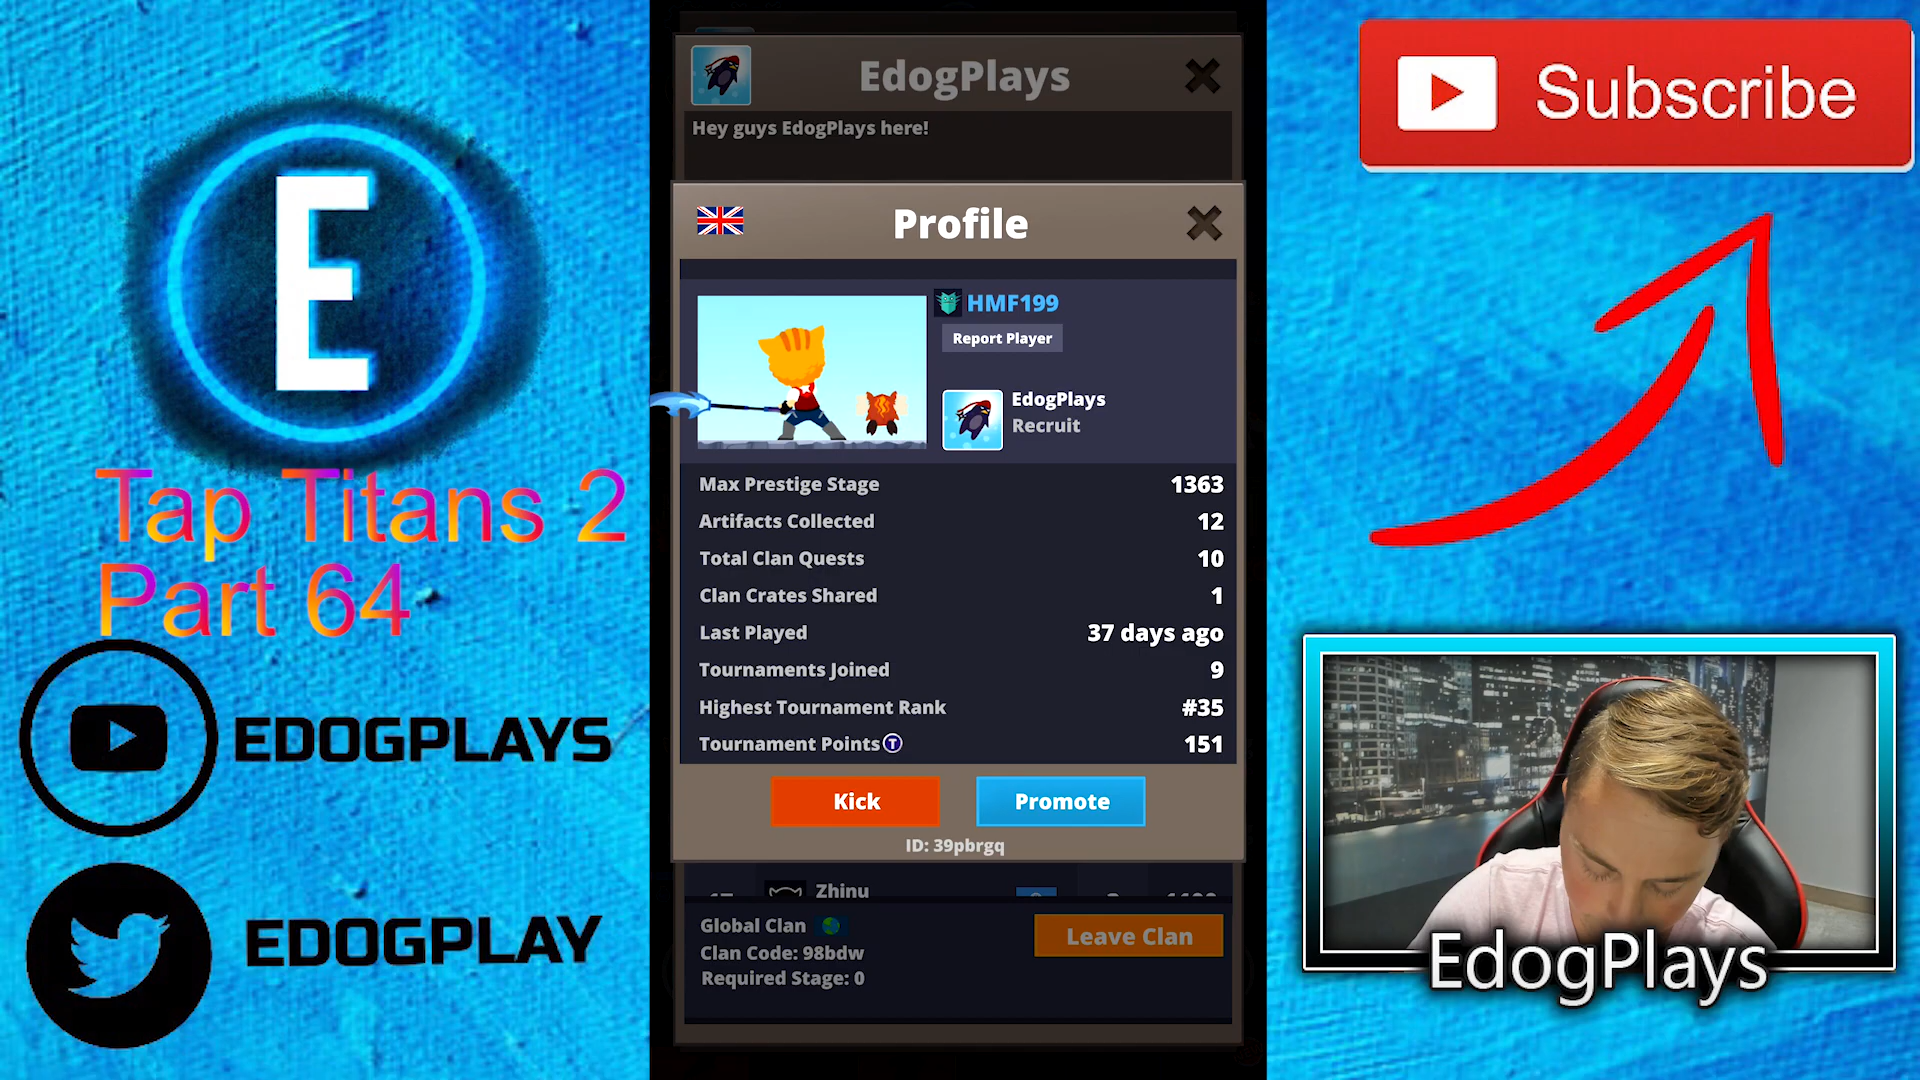 E
Tap Titans 2
Part 64
EDOGPLAYS
EDOGPLAY
EdogPlays
Hey guys EdogPlays here!
Profile
HMF199
Report Player
EdogPlays
Recruit
Max Prestige Stage 1363
Artifacts Collected 12
Total Clan Quests 10
Clan Crates Shared 1
Last Played 37 days ago
Tournaments Joined 9
Highest Tournament Rank #35
Tournament Points T 151
Kick
Promote
ID: 39pbrgq
Zhinu
Global Clan
Clan Code: 98bdw
Required Stage: 0
Leave Clan
Subscribe
EdogPlays